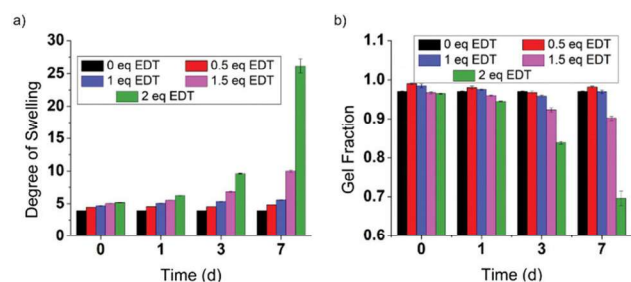 a)
30
25
20
15
10
5
0
Degree of Swelling
0 eq EDT
0.5 eq EDT
1 eq EDT
1.5 eq EDT
2 eq EDT
0
1
3
7
Time (d)
b)
1.1
1.0
0.9
0.8
0.7
0.6
Gel Fraction
0 eq EDT
0.5 eq EDT
1 eq EDT
1.5 eq EDT
2 eq EDT
0
1
3
7
Time (d)